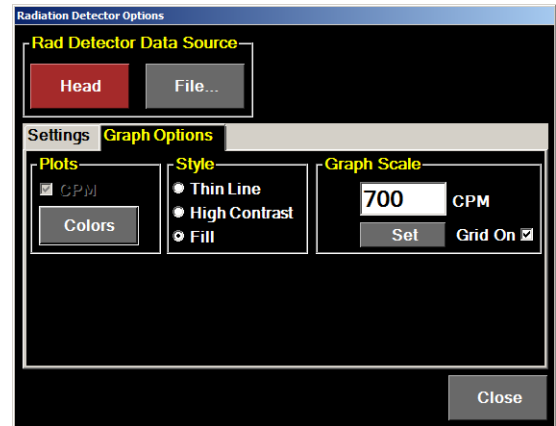 Radiation Detector Options
Rad Detector Data Source
Head File...
Settings Graph Options
Plots Style Graph Scale
CPM Thin Line 700 CPM
High Contrast
Colors Fill Set Grid On
Close